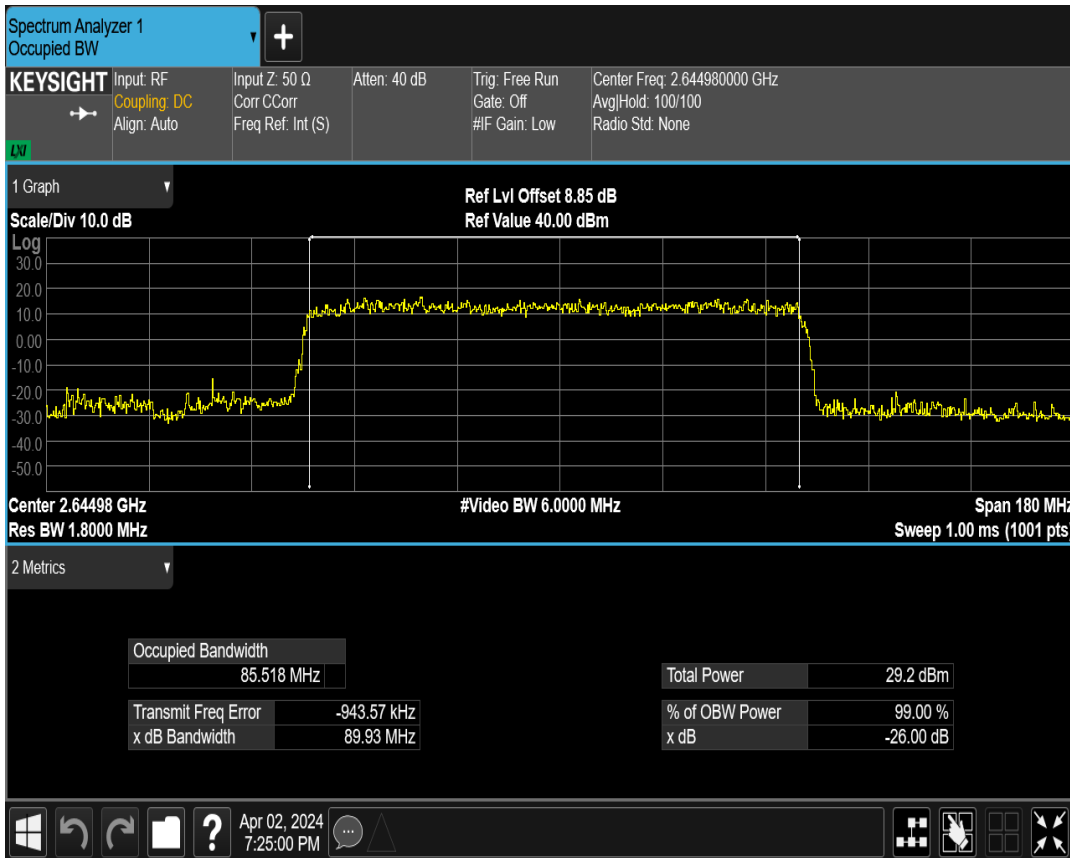 Spectrum Analyzer 1
Occupied BW
+
KEYSIGHT
LXI
Input: RF
Coupling: DC
Align: Auto
Input Z: 50 Ω
Corr CCorr
Freq Ref: Int (S)
Atten: 40 dB
Trig: Free Run
Gate: Off
#IF Gain: Low
Center Freq: 2.644980000 GHz
Avg|Hold: 100/100
Radio Std: None
1 Graph
Scale/Div 10.0 dB
Ref Lvl Offset 8.85 dB
Ref Value 40.00 dBm
Log
30.0
20.0
10.0
0.00
-10.0
-20.0
-30.0
-40.0
-50.0
Center 2.64498 GHz
#Video BW 6.0000 MHz
Span 180 MHz
Res BW 1.8000 MHz
Sweep 1.00 ms (1001 pts)
2 Metrics
Occupied Bandwidth
85.518 MHz
Transmit Freq Error -943.57 kHz
x dB Bandwidth 89.93 MHz
Total Power 29.2 dBm
% of OBW Power 99.00 %
x dB -26.00 dB
?
Apr 02, 2024
7:25:00 PM